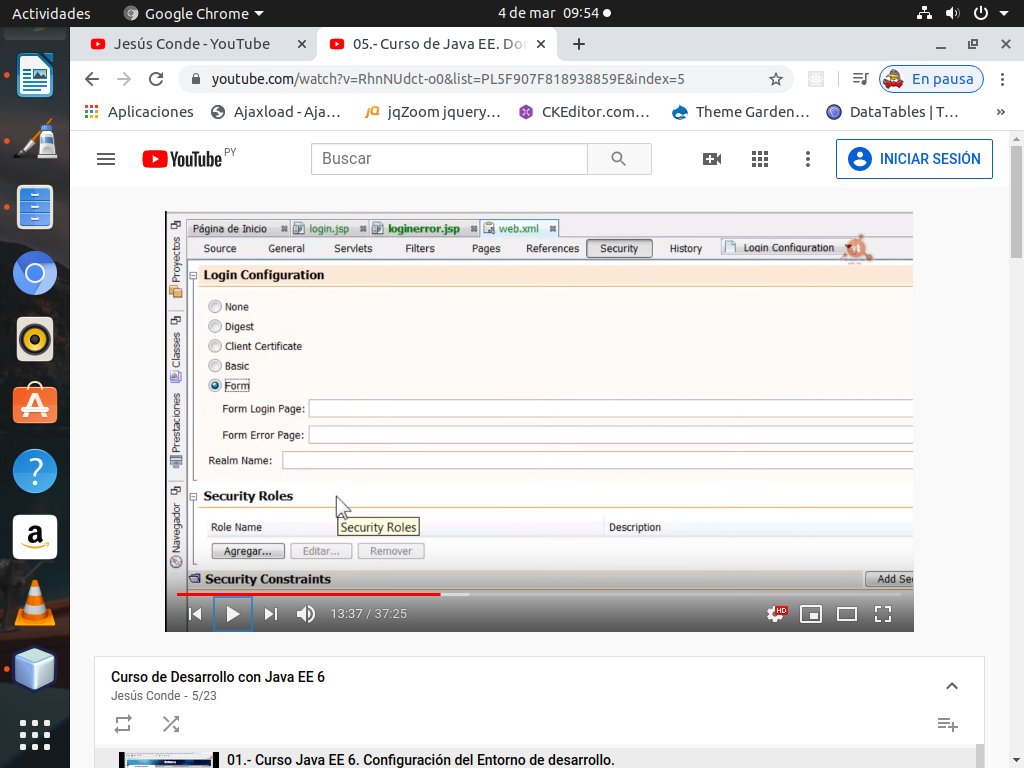 Actividades Google Chrome 4 de mar 09:54
Jesús Conde - YouTube 05.- Curso de Java EE. Dor
youtube.com/watch?v=RhnNUdct-o0&list=PL5F907F818938859E&index=5 En pausa
Aplicaciones Ajaxload - Aja... jqZoom jquery... CKEditor.com... Theme Garden... DataTables | T... »
YouTube PY Buscar INICIAR SESIÓN
Página de Inicio login.jsp loginerror.jsp web.xml
Source General Servlets Filters Pages References Security History Login Configuration
Proyectos
Classes
Prestaciones
Navegador
Login Configuration
None
Digest
Client Certificate
Basic
Form
Form Login Page:
Form Error Page:
Realm Name:
Security Roles
Security Roles
Role Name Description
Agregar... Editar... Remover
Security Constraints Add Sec
13:37 / 37:25 HD
Curso de Desarrollo con Java EE 6
Jesús Conde - 5/23
01.- Curso Java EE 6. Configuración del Entorno de desarrollo.